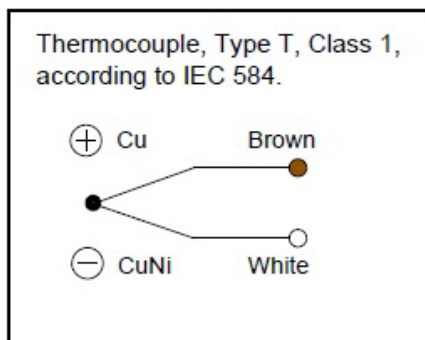 Thermocouple, Type T, Class 1,
according to IEC 584.
+ Cu Brown
− CuNi White